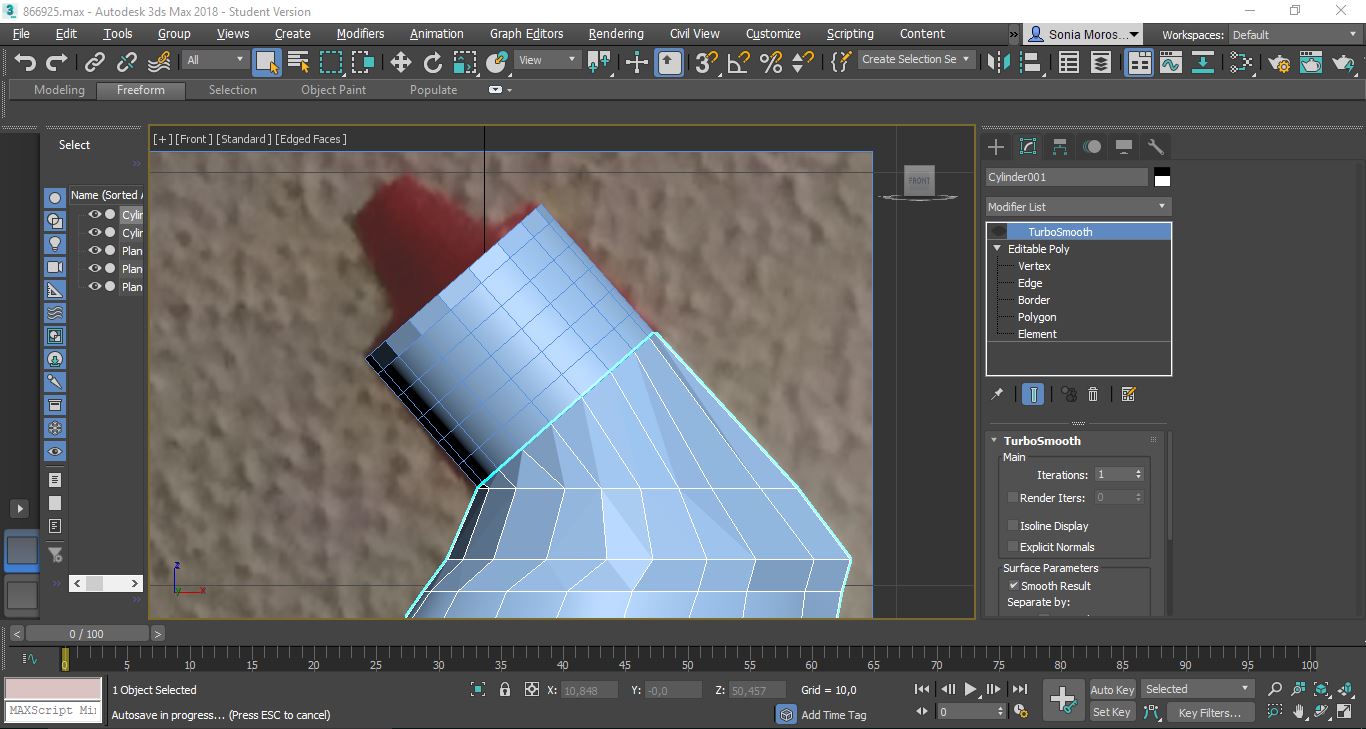 866925.max - Autodesk 3ds Max 2018 - Student Version
File Edit Tools Group Views Create Modifiers Animation Graph Editors Rendering Civil View Customize Scripting Content » Sonia Moros... Workspaces: Default
All View Create Selection Se
Modeling Freeform Selection Object Paint Populate
Select
[+] [Front] [Standard] [Edged Faces]
FRONT
Name (Sorted A
Cylin
Cylin
Plan
Plan
Plan
z
y x
Cylinder001
Modifier List
TurboSmooth
Editable Poly
Vertex
Edge
Border
Polygon
Element
TurboSmooth
Main
Iterations: 1
Render Iters: 0
Isoline Display
Explicit Normals
Surface Parameters
Smooth Result
Separate by:
< 0 / 100 >
0 5 10 15 20 25 30 35 40 45 50 55 60 65 70 75 80 85 90 95 100
1 Object Selected X: 10,848 Y: -0,0 Z: 50,457 Grid = 10,0 Auto Key Selected
MAXScript Mi Autosave in progress... (Press ESC to cancel) Add Time Tag 0 Set Key Key Filters...